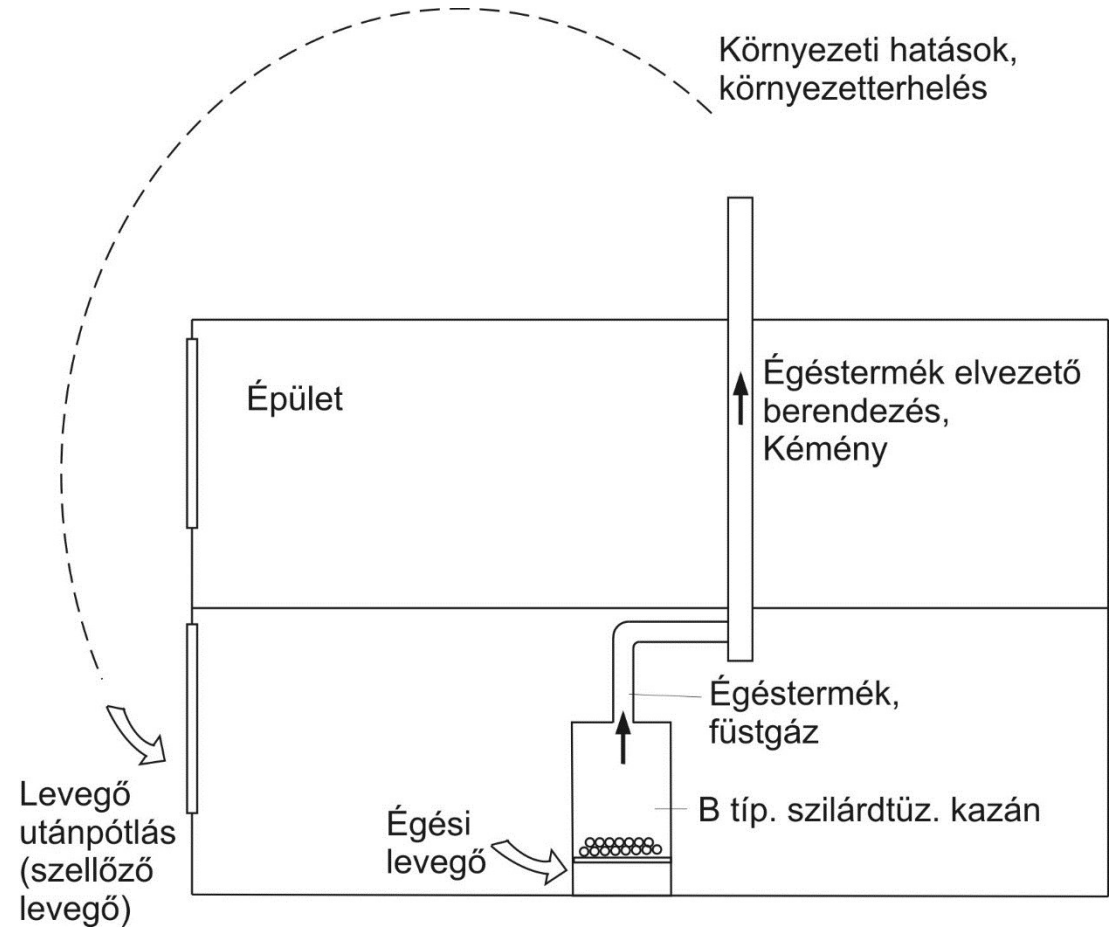 Környezeti hatások,
környezetterhelés
Épület
Égéstermék elvezető
berendezés,
Kémény
Égéstermék,
füstgáz
B típ. szilárdtüz. kazán
Égési
levegő
Levegő
utánpótlás
(szellőző
levegő)